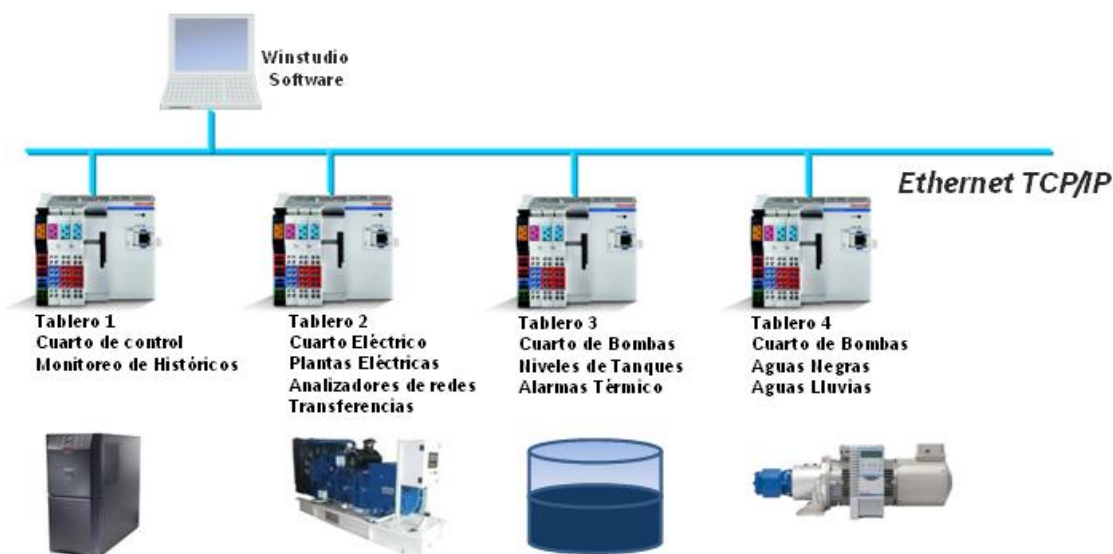 Winstudio
Software
Ethernet TCP/IP
Tablero 1
Cuarto de control
Monitoreo de Históricos
Tablero 2
Cuarto Eléctrico
Plantas Eléctricas
Analizadores de redes
Transferencias
Tablero 3
Cuarto de Bombas
Niveles de Tanques
Alarmas Térmico
Tablero 4
Cuarto de Bombas
Aguas Negras
Aguas Lluvias